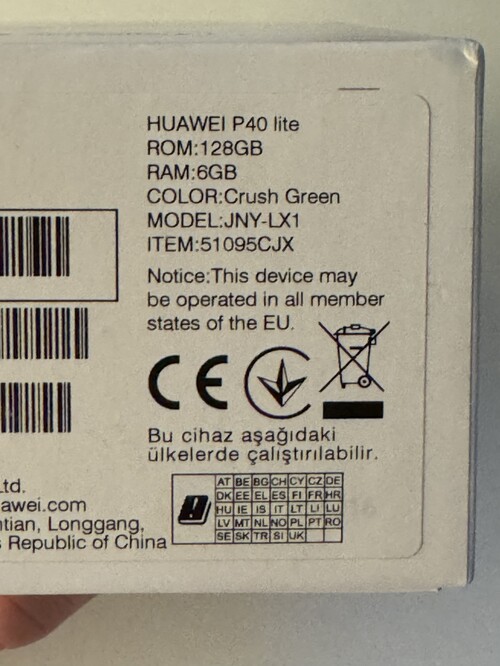 HUAWEI P40 lite
ROM:128GB
RAM:6GB
COLOR:Crush Green
MODEL:JNY-LX1
ITEM:51095CJX
Notice:This device may
be operated in all member
states of the EU.
CE
Bu cihaz aşağıdaki
ülkelerde çalıştırılabilir.
Ltd.
awei.com
ntian, Longgang,
s Republic of China
AT BE BG CH CY CZ DE
DK EE EL ES FI FR HR
HU IE IS IT LT LI LU
LV MT NL NO PL PT RO
SE SK TR SI UK